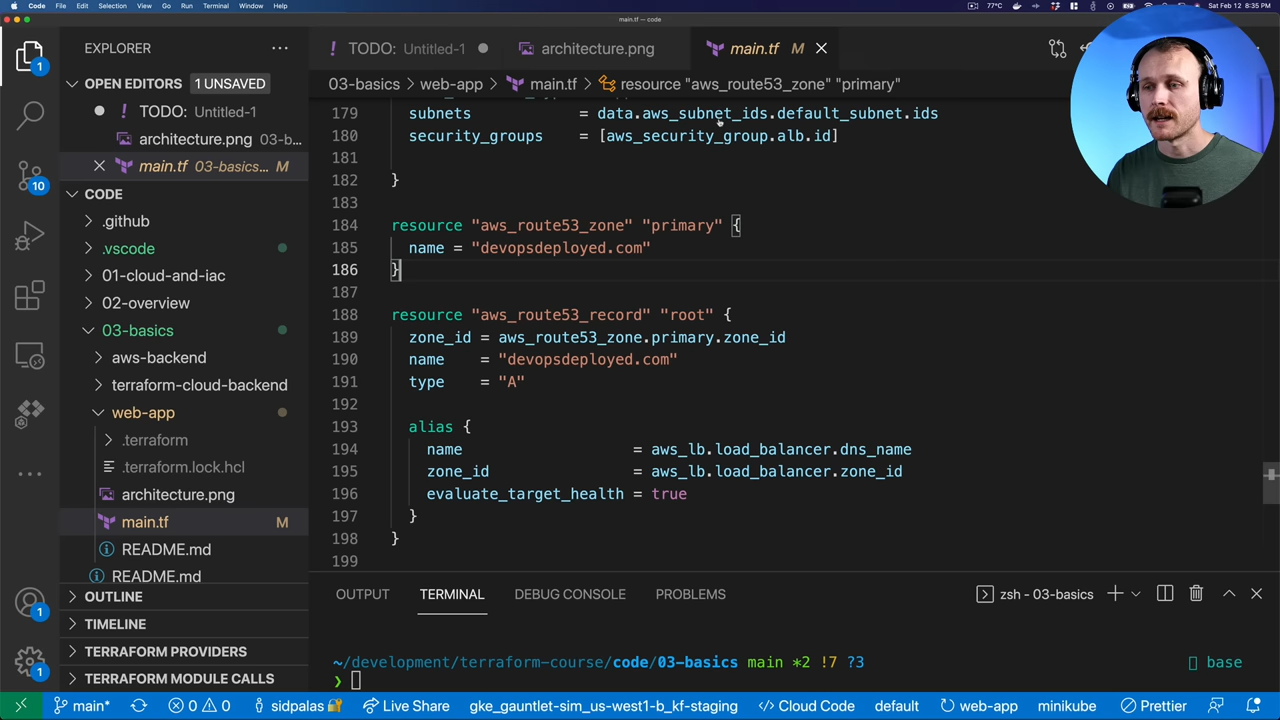 Code File Edit Selection View Go Run Terminal Window Help 77°C Sat Feb 12 8:35 PM
main.tf — code
EXPLORER
OPEN EDITORS 1 UNSAVED
TODO: Untitled-1
architecture.png 03-b...
main.tf 03-basics... M
CODE
.github
.vscode
01-cloud-and-iac
02-overview
03-basics
aws-backend
terraform-cloud-backend
web-app
.terraform
.terraform.lock.hcl
architecture.png
main.tf M
README.md
README.md
OUTLINE
TIMELINE
TERRAFORM PROVIDERS
TERRAFORM MODULE CALLS
1
10
1
1
! TODO: Untitled-1 architecture.png main.tf M
03-basics > web-app > main.tf > resource "aws_route53_zone" "primary"
179 subnets = data.aws_subnet_ids.default_subnet.ids
180 security_groups = [aws_security_group.alb.id]
181
182 }
183
184 resource "aws_route53_zone" "primary" {
185 name = "devopsdeployed.com"
186 }
187
188 resource "aws_route53_record" "root" {
189 zone_id = aws_route53_zone.primary.zone_id
190 name = "devopsdeployed.com"
191 type = "A"
192
193 alias {
194 name = aws_lb.load_balancer.dns_name
195 zone_id = aws_lb.load_balancer.zone_id
196 evaluate_target_health = true
197 }
198 }
199
OUTPUT TERMINAL DEBUG CONSOLE PROBLEMS zsh - 03-basics
~/development/terraform-course/code/03-basics main *2 !7 ?3 base
❯
main* 0 0 sidpalas Live Share gke_gauntlet-sim_us-west1-b_kf-staging Cloud Code default web-app minikube Prettier